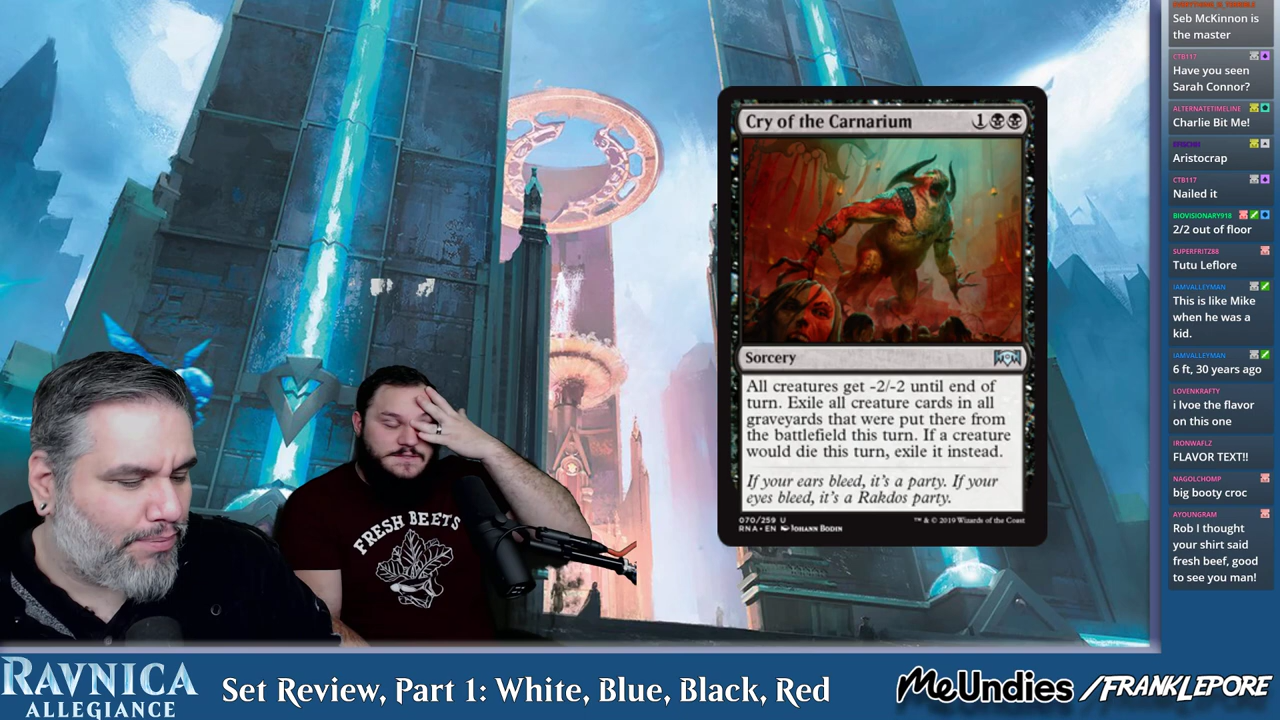 Cry of the Carnarium
1
Sorcery
All creatures get -2/-2 until end of
turn. Exile all creature cards in all
graveyards that were put there from
the battlefield this turn. If a creature
would die this turn, exile it instead.
If your ears bleed, it's a party. If your
eyes bleed, it's a Rakdos party.
070/259 U
RNA • EN Johann Bodin
™ & © 2019 Wizards of the Coast
FRESH BEETS
Seb McKinnon is
the master
CTB117
Have you seen
Sarah Connor?
ALTERNATETIMELINE
Charlie Bit Me!
Aristocrap
CTB117
Nailed it
BIOVISIONARY918
2/2 out of floor
SUPERFRITZ88
Tutu Leflore
IAMVALLEYMAN
This is like Mike
when he was a
kid.
IAMVALLEYMAN
6 ft, 30 years ago
LOVENKRAFTY
i lvoe the flavor
on this one
IRONWAFLZ
FLAVOR TEXT!!
NAGOLCHOMP
big booty croc
AYOUNGRAM
Rob I thought
your shirt said
fresh beef, good
to see you man!
RAVNICA
ALLEGIANCE
Set Review, Part 1: White, Blue, Black, Red
MeUndies /FRANKLEPORE